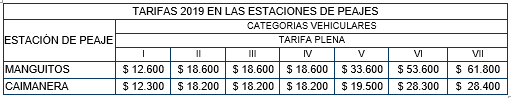 TARIFAS 2019 EN LAS ESTACIONES DE PEAJES
CATEGORIAS VEHICULARES
ESTACIÓN DE PEAJE TARIFA PLENA
I II III IV V VI VII
MANGUITOS $ 12.600 $ 18.600 $ 18.600 $ 18.600 $ 33.600 $ 53.600 $ 61.800
CAIMANERA $ 12.300 $ 18.200 $ 18.200 $ 18.200 $ 19.500 $ 28.300 $ 28.400